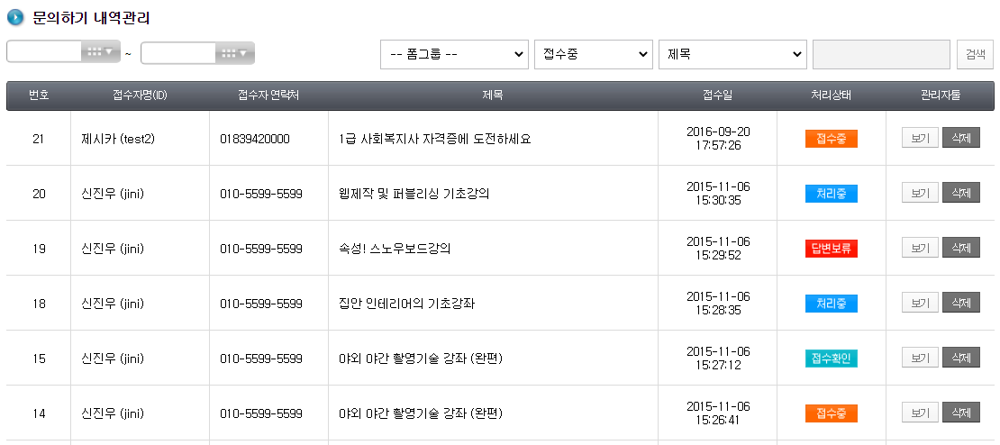 문의하기 내역관리
~ -- 폼그룹 -- 접수중 제목 검색
번호 접수자명(ID) 접수자 연락처 제목 접수일 처리상태 관리자툴
21 제시카 (test2) 01839420000 1급 사회복지사 자격증에 도전하세요 2016-09-20 17:57:26 접수중 보기 삭제
20 신진우 (jini) 010-5599-5599 웹제작 및 퍼블리싱 기초강의 2015-11-06 15:30:35 처리중 보기 삭제
19 신진우 (jini) 010-5599-5599 속성! 스노우보드강의 2015-11-06 15:29:52 답변보류 보기 삭제
18 신진우 (jini) 010-5599-5599 집안 인테리어의 기초강좌 2015-11-06 15:28:35 처리중 보기 삭제
15 신진우 (jini) 010-5599-5599 야외 야간 촬영기술 강좌 (완편) 2015-11-06 15:27:12 접수확인 보기 삭제
14 신진우 (jini) 010-5599-5599 야외 야간 촬영기술 강좌 (완편) 2015-11-06 15:26:41 접수중 보기 삭제